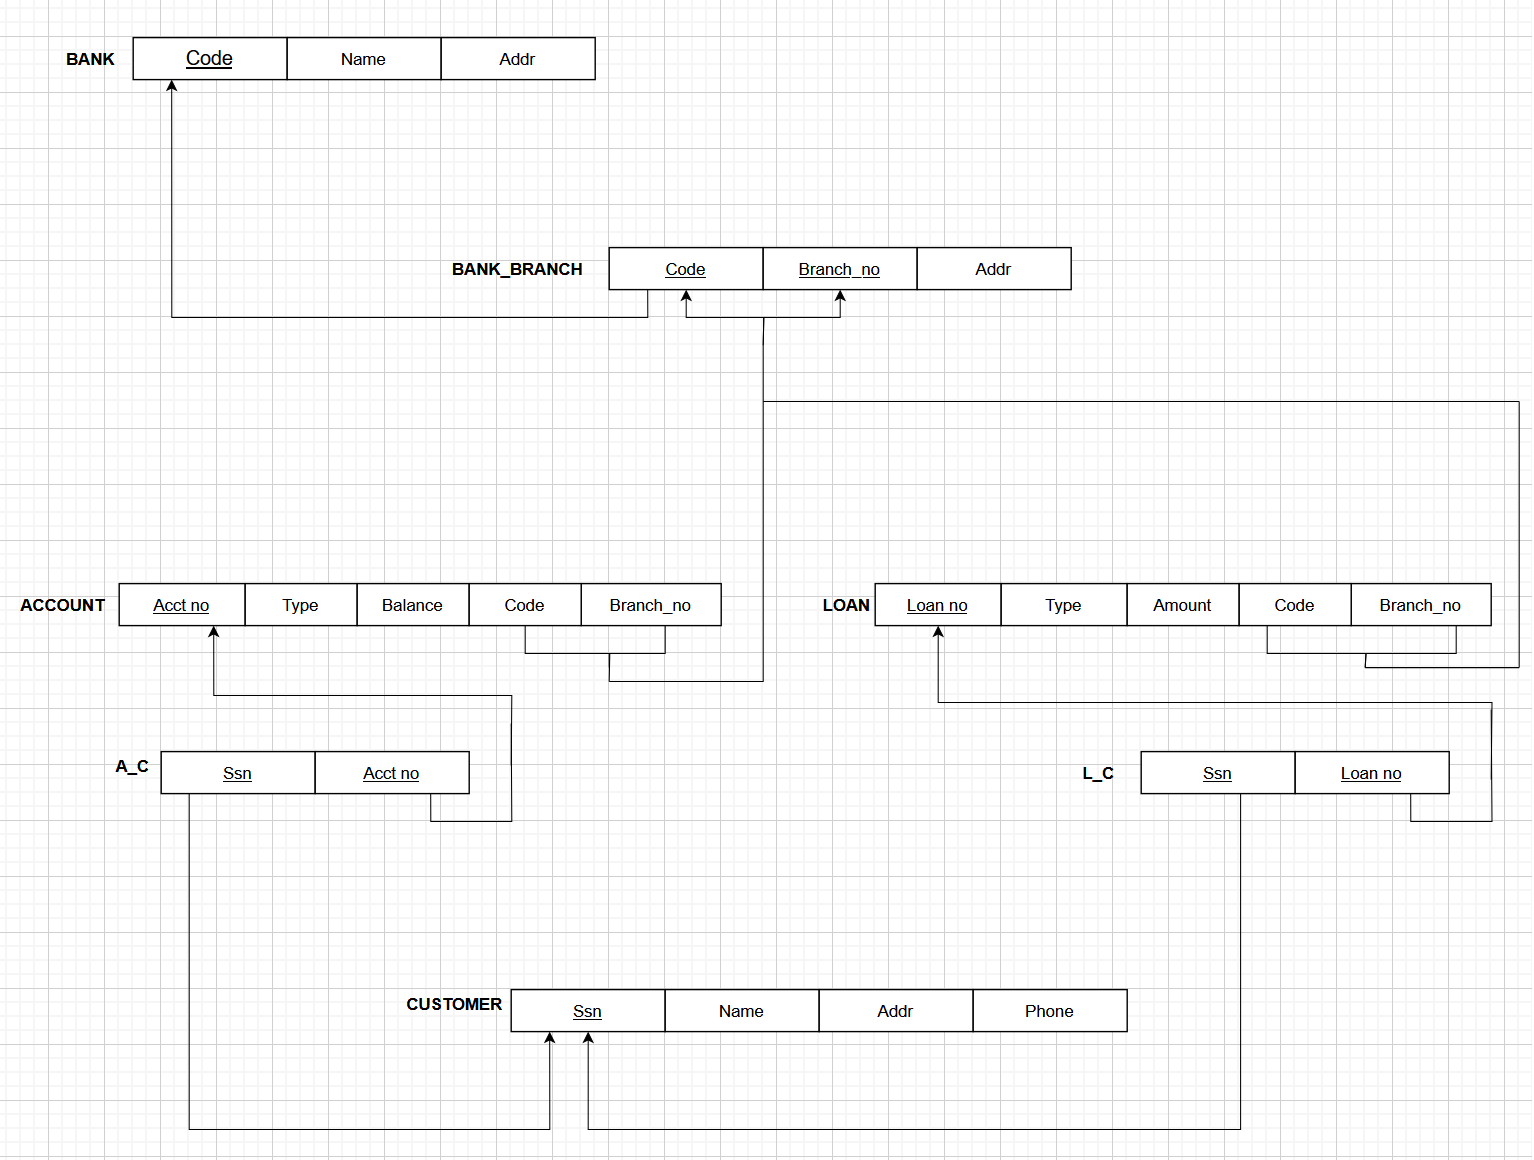 BANK Code Name Addr
BANK_BRANCH Code Branch_no Addr
ACCOUNT Acct no Type Balance Code Branch_no
LOAN Loan no Type Amount Code Branch_no
A_C Ssn Acct no
L_C Ssn Loan no
CUSTOMER Ssn Name Addr Phone